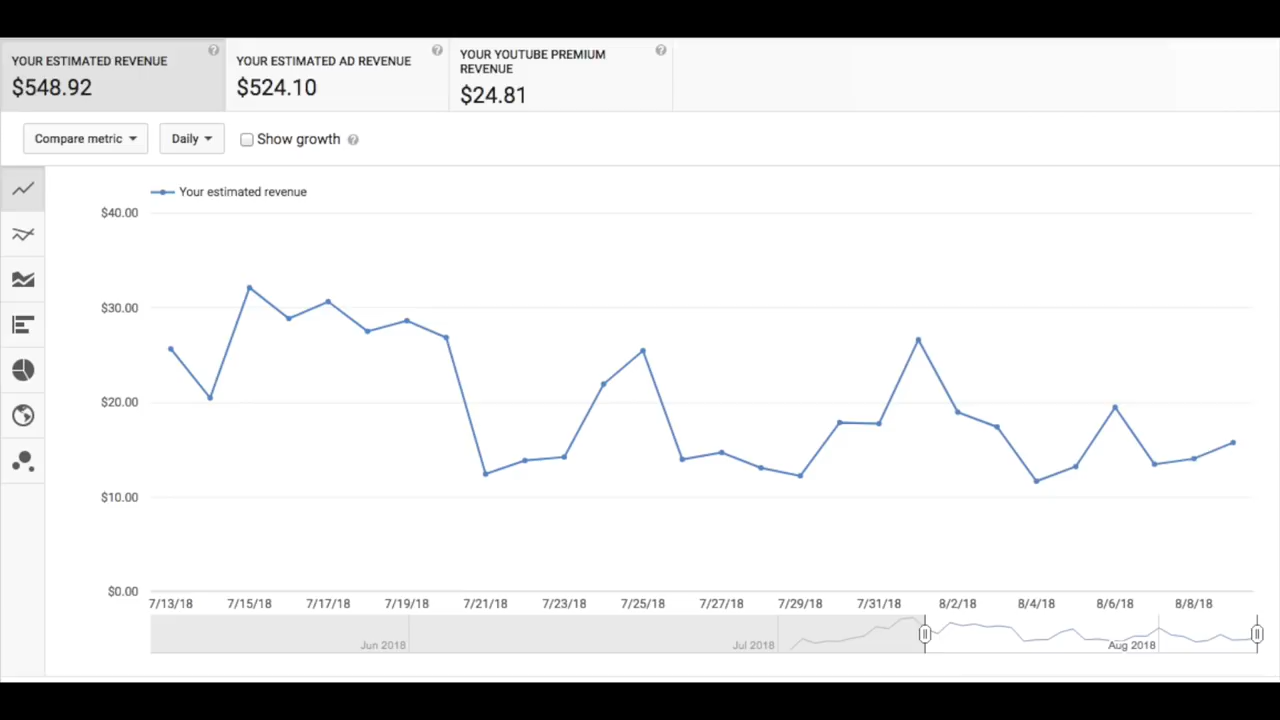 YOUR ESTIMATED REVENUE
$548.92
YOUR ESTIMATED AD REVENUE
$524.10
YOUR YOUTUBE PREMIUM
REVENUE
$24.81
Compare metric
Daily
Show growth
Your estimated revenue
$40.00
$30.00
$20.00
$10.00
$0.00
7/13/18 7/15/18 7/17/18 7/19/18 7/21/18 7/23/18 7/25/18 7/27/18 7/29/18 7/31/18 8/2/18 8/4/18 8/6/18 8/8/18
Jun 2018 Jul 2018 Aug 2018